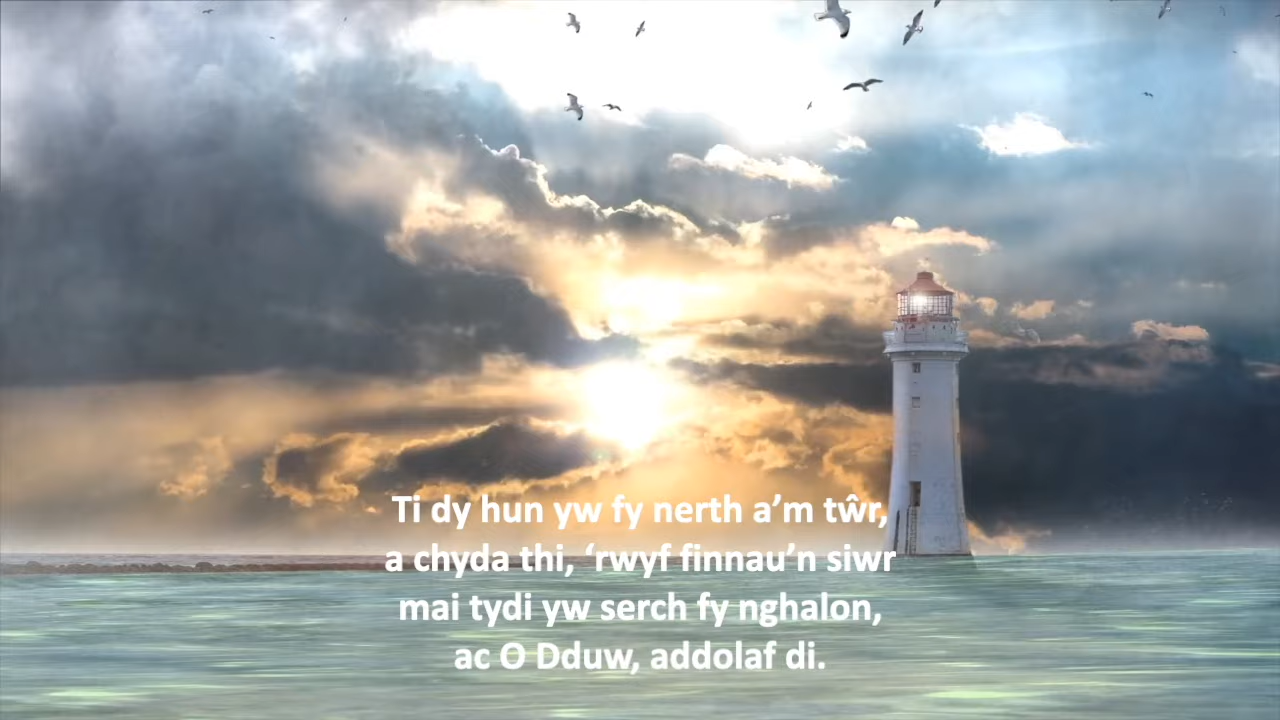 Ti dy hun yw fy nerth a’m tŵr,
a chyda thi, ‘rwyf finnau’n siwr
mai tydi yw serch fy nghalon,
ac O Dduw, addolaf di.